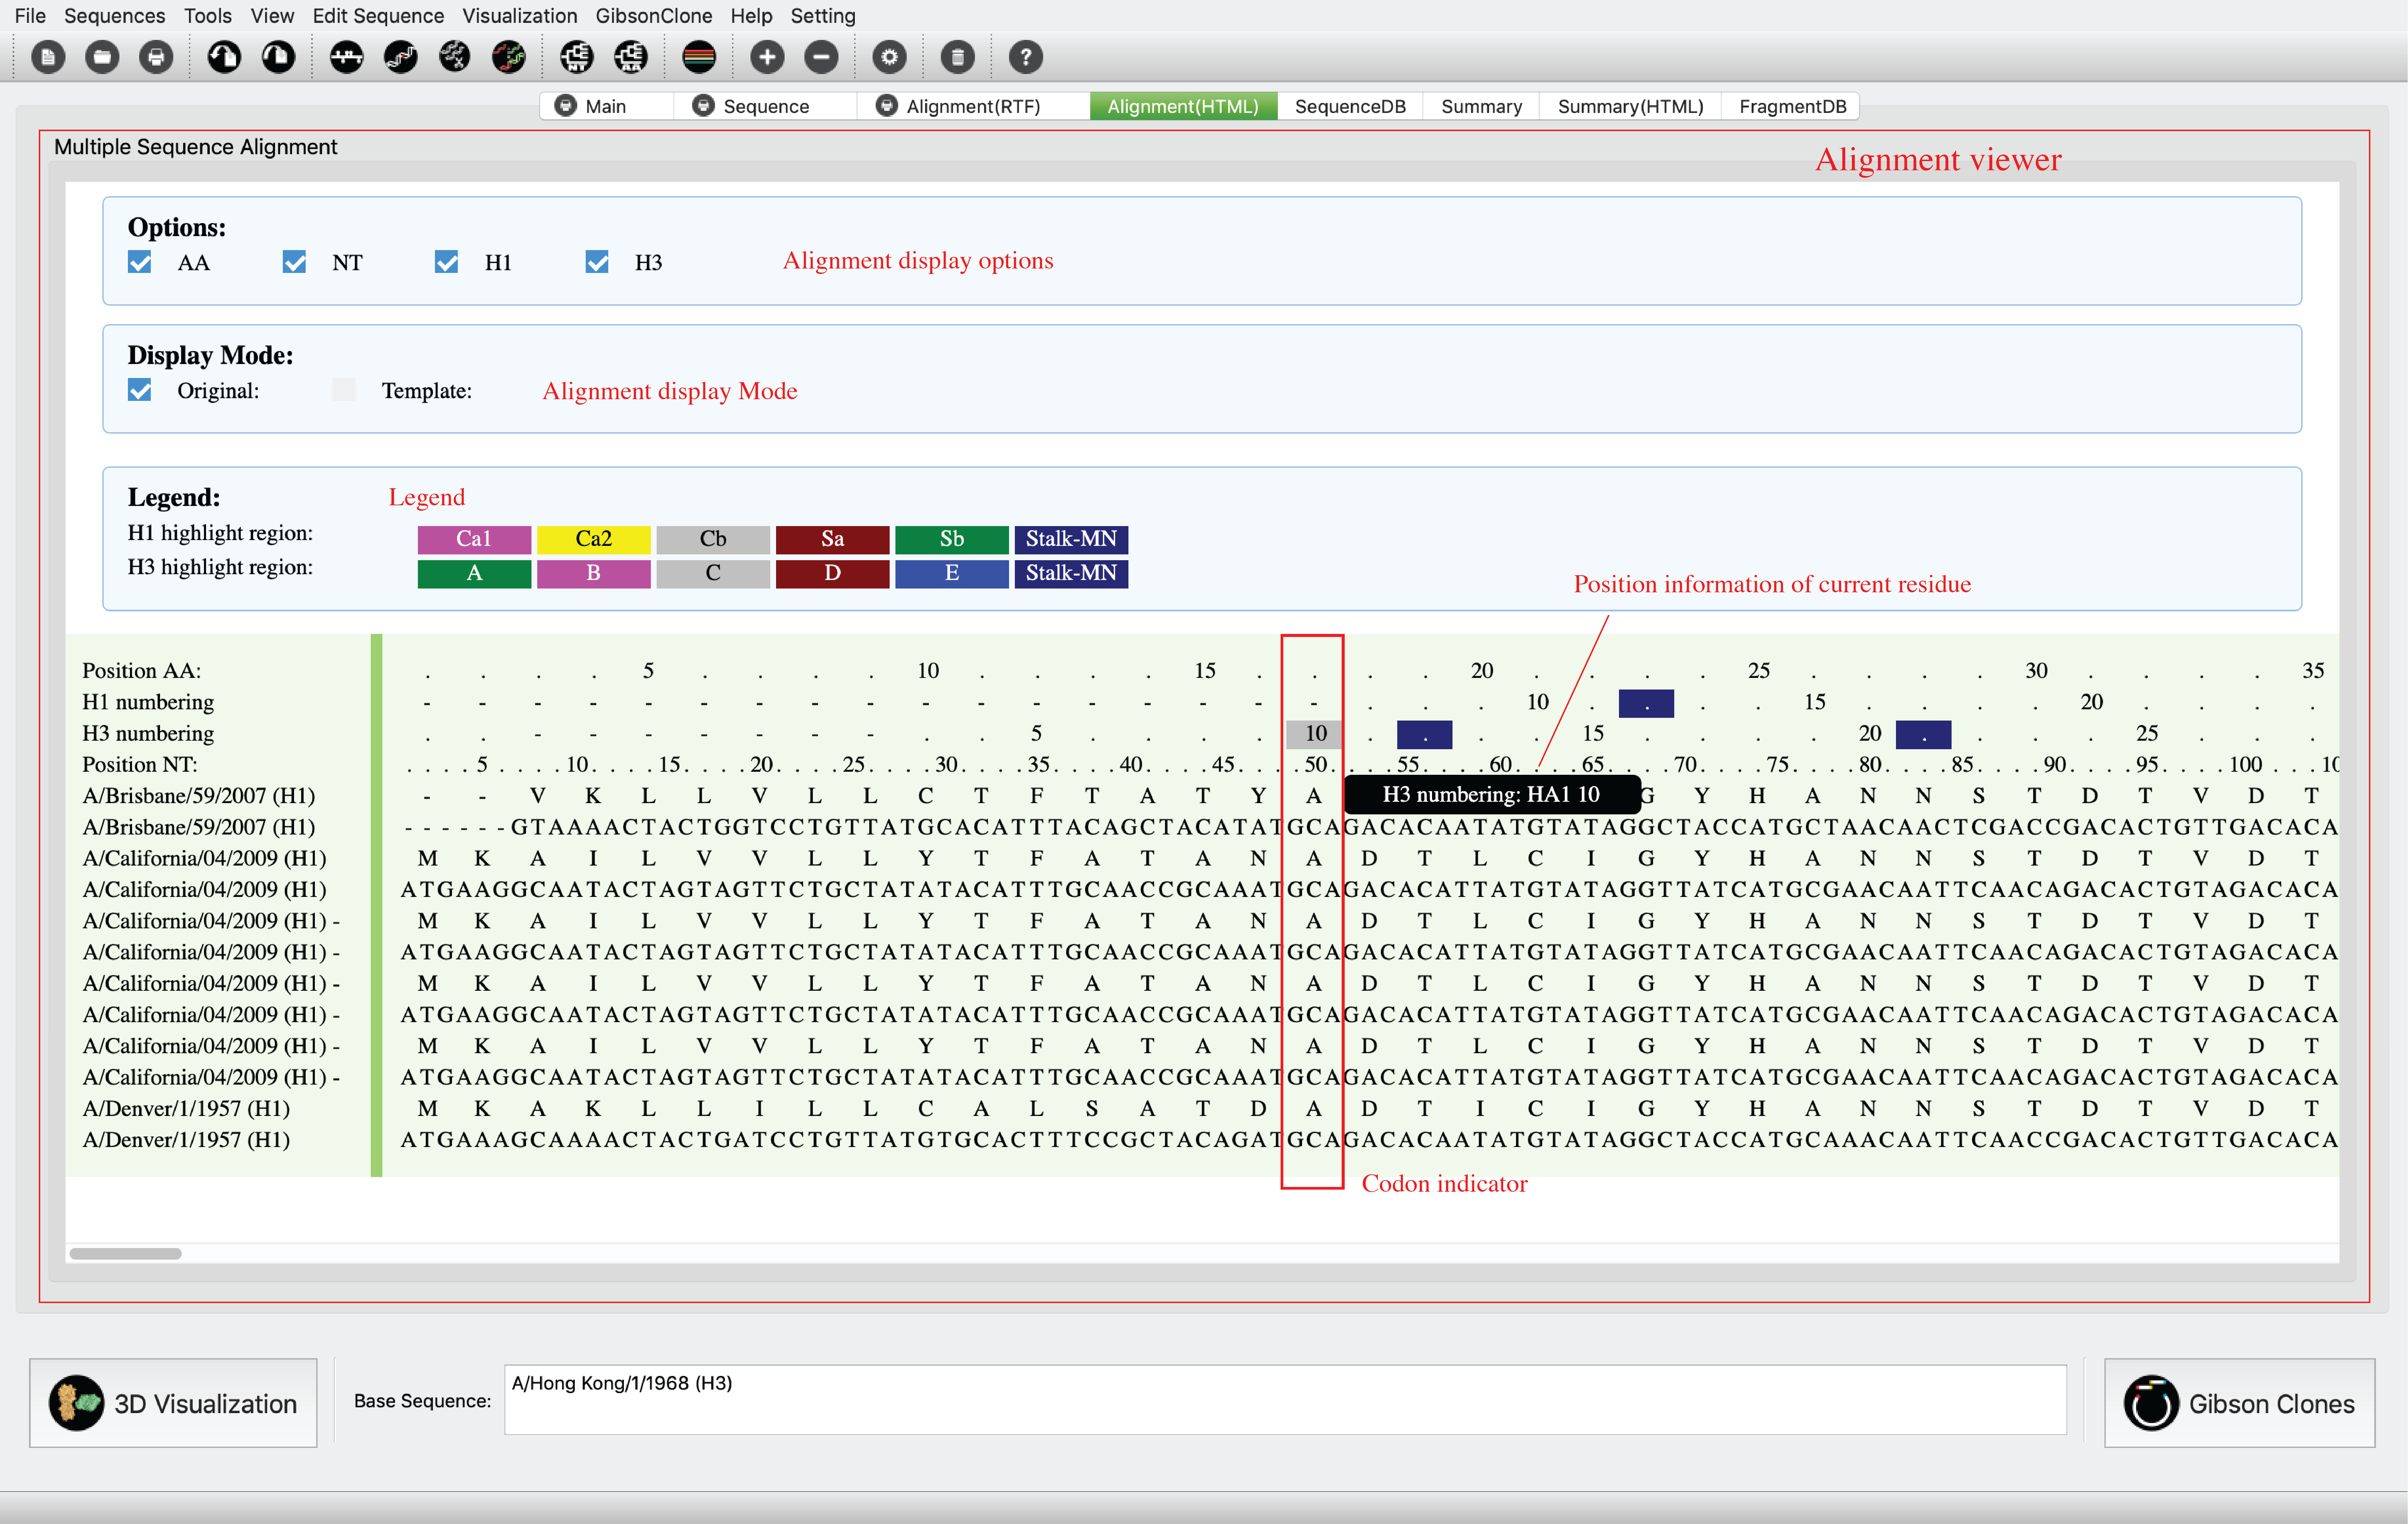 File Sequences Tools View Edit Sequence Visualization GibsonClone Help Setting
NT AA
Main Sequence Alignment(RTF) Alignment(HTML) SequenceDB Summary Summary(HTML) FragmentDB
Multiple Sequence Alignment
Alignment viewer
Options:
AA NT H1 H3 Alignment display options
Display Mode:
Original: Template: Alignment display Mode
Legend: Legend
H1 highlight region: Ca1 Ca2 Cb Sa Sb Stalk-MN
H3 highlight region: A B C D E Stalk-MN
Position information of current residue
Position AA: . . . . 5 . . . . 10 . . . . 15 . . . . 20 . . . . 25 . . . . 30 . . . . 35
H1 numbering - - - - - - - - - - - - - - - - - . . . 10 . . . . 15 . . . . 20 . . . .
H3 numbering . . - - - - - - - . . 5 . . . . 10 . . . . 15 . . . . 20 . . . . 25 . . .
Position NT: . . . . 5 . . . . 10 . . . . 15 . . . . 20 . . . . 25 . . . . 30 . . . . 35 . . . . 40 . . . . 45 . . . . 50 . . . . 55 . . . . 60 . . . . 65 . . . . 70 . . . . 75 . . . . 80 . . . . 85 . . . . 90 . . . . 95 . . . . 100 . . . 10
A/Brisbane/59/2007 (H1) - - V K L L V L L C T F T A T Y A H3 numbering: HA1 10 G Y H A N N S T D T V D T
A/Brisbane/59/2007 (H1) ------GTAAAACTACTGGTCCTGTTATGCACATTTACAGCTACATATGCAGACACAATATGTATAGGCTACCATGCTAACAACTCGACCGACACTGTTGACACA
A/California/04/2009 (H1) M K A I L V V L L Y T F A T A N A D T L C I G Y H A N N S T D T V D T
A/California/04/2009 (H1) ATGAAGGCAATACTAGTAGTTCTGCTATATACATTTGCAACCGCAAATGCAGACACATTATGTATAGGTTATCATGCGAACAATTCAACAGACACTGTAGACACA
A/California/04/2009 (H1) - M K A I L V V L L Y T F A T A N A D T L C I G Y H A N N S T D T V D T
A/California/04/2009 (H1) - ATGAAGGCAATACTAGTAGTTCTGCTATATACATTTGCAACCGCAAATGCAGACACATTATGTATAGGTTATCATGCGAACAATTCAACAGACACTGTAGACACA
A/California/04/2009 (H1) - M K A I L V V L L Y T F A T A N A D T L C I G Y H A N N S T D T V D T
A/California/04/2009 (H1) - ATGAAGGCAATACTAGTAGTTCTGCTATATACATTTGCAACCGCAAATGCAGACACATTATGTATAGGTTATCATGCGAACAATTCAACAGACACTGTAGACACA
A/California/04/2009 (H1) - M K A I L V V L L Y T F A T A N A D T L C I G Y H A N N S T D T V D T
A/California/04/2009 (H1) - ATGAAGGCAATACTAGTAGTTCTGCTATATACATTTGCAACCGCAAATGCAGACACATTATGTATAGGTTATCATGCGAACAATTCAACAGACACTGTAGACACA
A/Denver/1/1957 (H1) M K A K L L I L L C A L S A T D A D T I C I G Y H A N N S T D T V D T
A/Denver/1/1957 (H1) ATGAAAGCAAAACTACTGATCCTGTTATGTGCACTTTCCGCTACAGATGCAGACACAATATGTATAGGCTACCATGCAAACAATTCAACCGACACTGTTGACACA
Codon indicator
3D Visualization Base Sequence: A/Hong Kong/1/1968 (H3) Gibson Clones